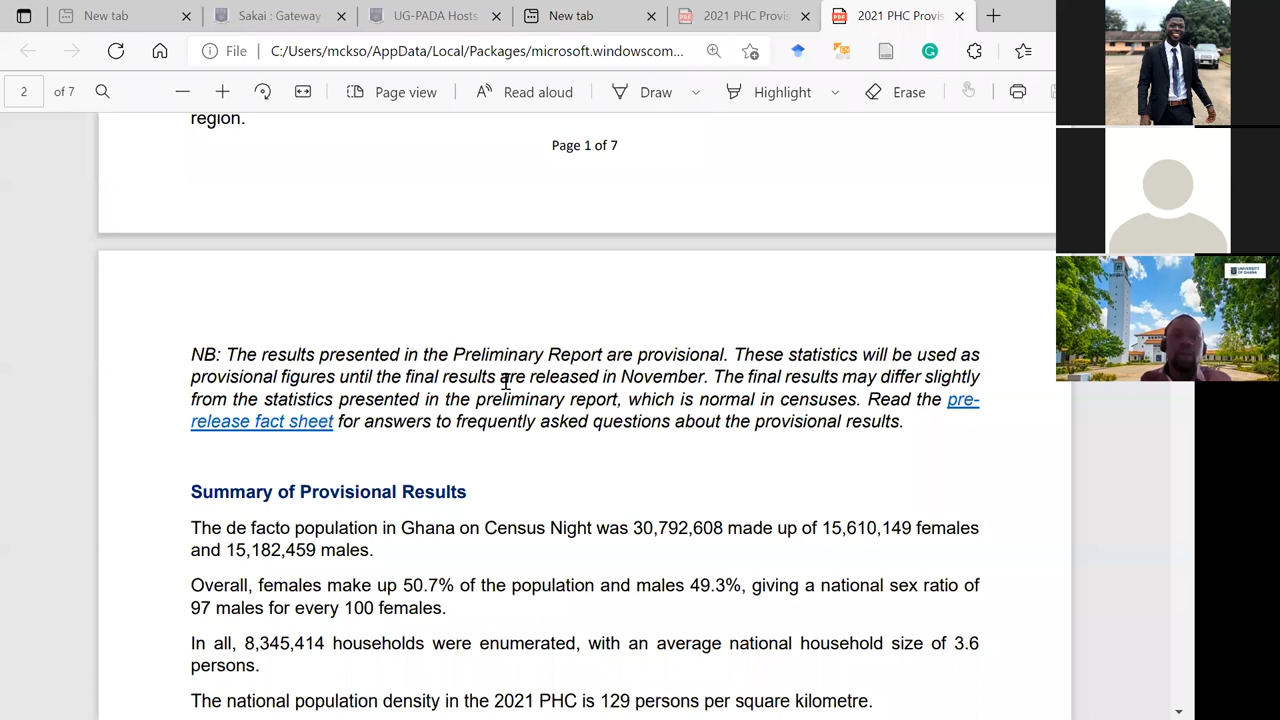 New tab
Sakai : Gateway
UG-PADA Hosts
New tab
2021 PHC Provis
2021 PHC Provis
File
C:/Users/mckso/AppData/Local/Packages/microsoft.windowscom...
2 of 7
Page view
Read aloud
Draw
Highlight
Erase
region.
Page 1 of 7
UNIVERSITY
OF GHANA
NB: The results presented in the Preliminary Report are provisional. These statistics will be used as
provisional figures until the final results are released in November. The final results may differ slightly
from the statistics presented in the preliminary report, which is normal in censuses. Read the pre-
release fact sheet for answers to frequently asked questions about the provisional results.
Summary of Provisional Results
The de facto population in Ghana on Census Night was 30,792,608 made up of 15,610,149 females
and 15,182,459 males.
Overall, females make up 50.7% of the population and males 49.3%, giving a national sex ratio of
97 males for every 100 females.
In all, 8,345,414 households were enumerated, with an average national household size of 3.6
persons.
The national population density in the 2021 PHC is 129 persons per square kilometre.